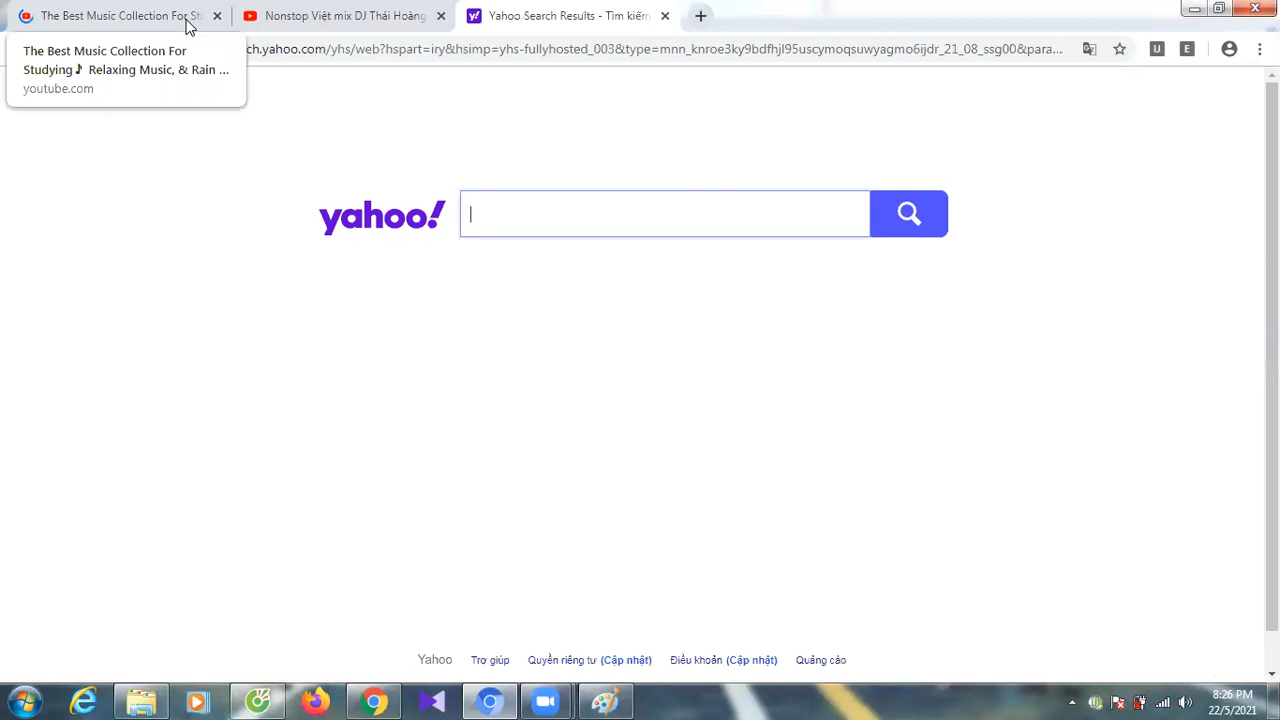 The Best Music Collection For S
Nonstop Việt mix DJ Thái Hoàng
Yahoo Search Results - Tìm kiếm
ch.yahoo.com/yhs/web?hspart=iry&hsimp=yhs-fullyhosted_003&type=mnn_knroe3ky9bdfhjl95uscymoqsuwyagmo6ijdr_21_08_ssg00&para...
U
E
The Best Music Collection For
Studying♪ Relaxing Music, & Rain ...
youtube.com
yahoo!
Yahoo
Trợ giúp
Quyền riêng tư (Cập nhật)
Điều khoản (Cập nhật)
Quảng cáo
8:26 PM
22/5/2021